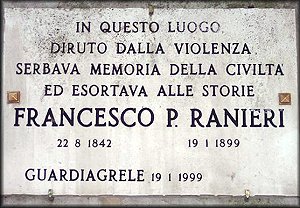 IN QUESTO LUOGO
DIRUTO DALLA VIOLENZA
SERBAVA MEMORIA DELLA CIVILTA'
ED ESORTAVA ALLE STORIE
FRANCESCO P. RANIERI
22 8 1842 19 1 1899
GUARDIAGRELE 19 1 1999